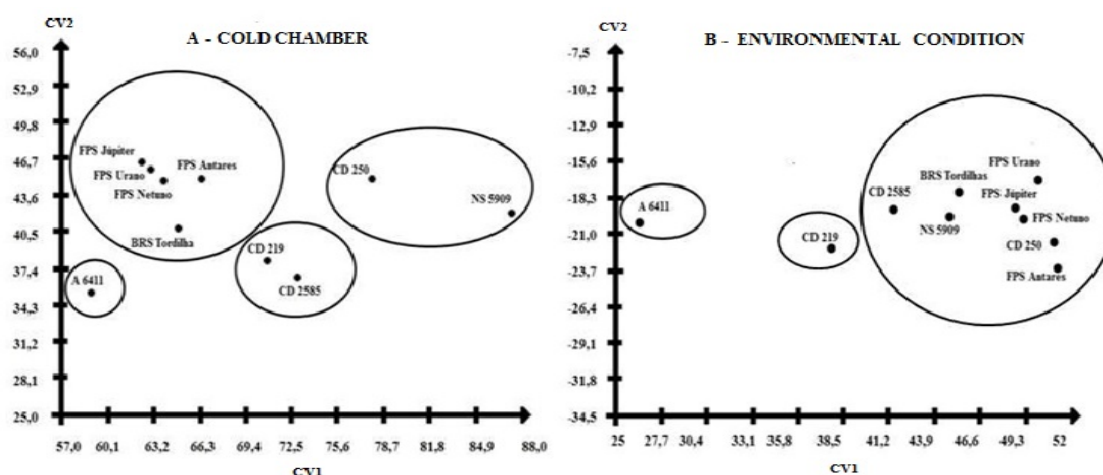 CV2
A - COLD CHAMBER
56,0
52,9
49,8
46,7
43,6
40,5
37,4
34,3
31,2
28,1
25,0
FPS Júpiter
FPS Urano
FPS Netuno
FPS Antares
BRS Tordilha
A 6411
CD 219
CD 2585
CD 250
NS 5909
57,0 60,1 63,2 66,3 69,4 72,5 75,6 78,7 81,8 84,9 88,0
CV1
CV2
B - ENVIRONMENTAL CONDITION
-7,5
-10,2
-12,9
-15,6
-18,3
-21,0
-23,7
-26,4
-29,1
-31,8
-34,5
A 6411
CD 219
CD 2585
BRS Tordilhas
NS 5909
FPS Urano
FPS Júpiter
FPS Netuno
CD 250
FPS Antares
25 27,7 30,4 33,1 35,8 38,5 41,2 43,9 46,6 49,3 52
CV1